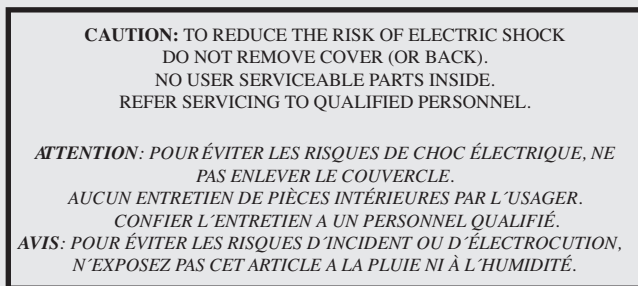 CAUTION: TO REDUCE THE RISK OF ELECTRIC SHOCK
DO NOT REMOVE COVER (OR BACK).
NO USER SERVICEABLE PARTS INSIDE.
REFER SERVICING TO QUALIFIED PERSONNEL.
ATTENTION: POUR ÉVITER LES RISQUES DE CHOC ÉLECTRIQUE, NE
PAS ENLEVER LE COUVERCLE.
AUCUN ENTRETIEN DE PIÈCES INTÉRIEURES PAR L´USAGER.
CONFIER L´ENTRETIEN A UN PERSONNEL QUALIFIÉ.
AVIS: POUR ÉVITER LES RISQUES D´INCIDENT OU D´ÉLECTROCUTION,
N´EXPOSEZ PAS CET ARTICLE A LA PLUIE NI À L´HUMIDITÉ.